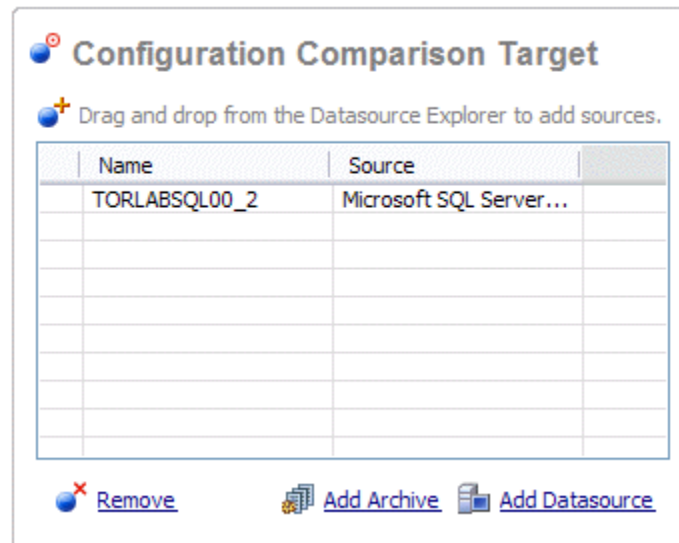 Configuration Comparison Target
Drag and drop from the Datasource Explorer to add sources.
Name Source
TORLABSQL00_2 Microsoft SQL Server...
Remove Add Archive Add Datasource